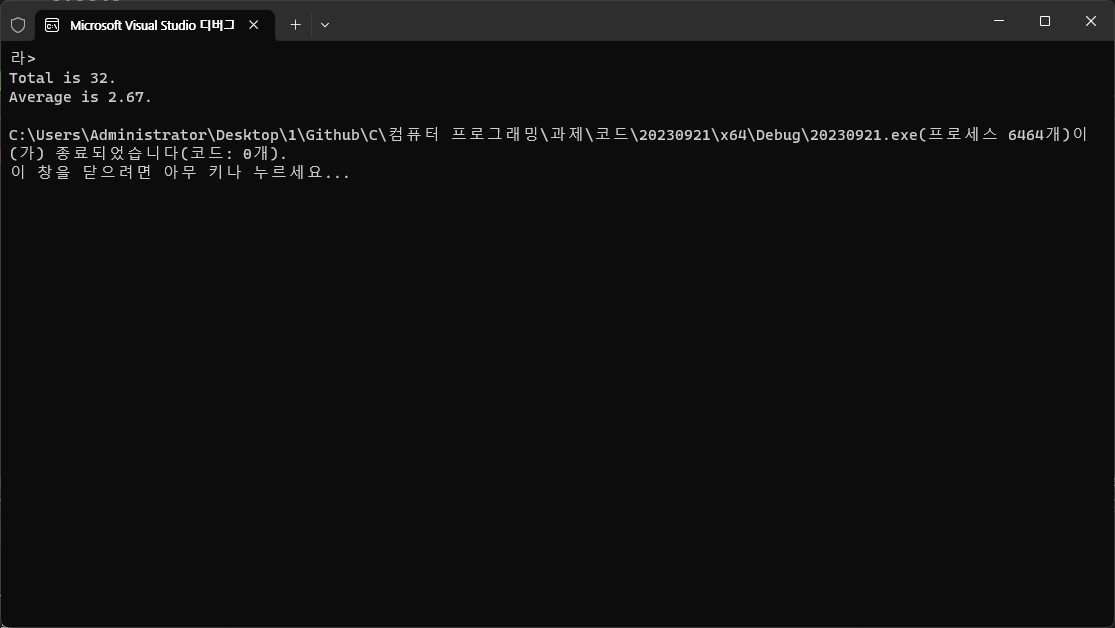 Microsoft Visual Studio 디버그
라>
Total is 32.
Average is 2.67.
C:\Users\Administrator\Desktop\1\Github\C\컴퓨터 프로그래밍\과제\코드\20230921\x64\Debug\20230921.exe(프로세스 6464개)이
(가) 종료되었습니다(코드: 0개).
이 창을 닫으려면 아무 키나 누르세요...